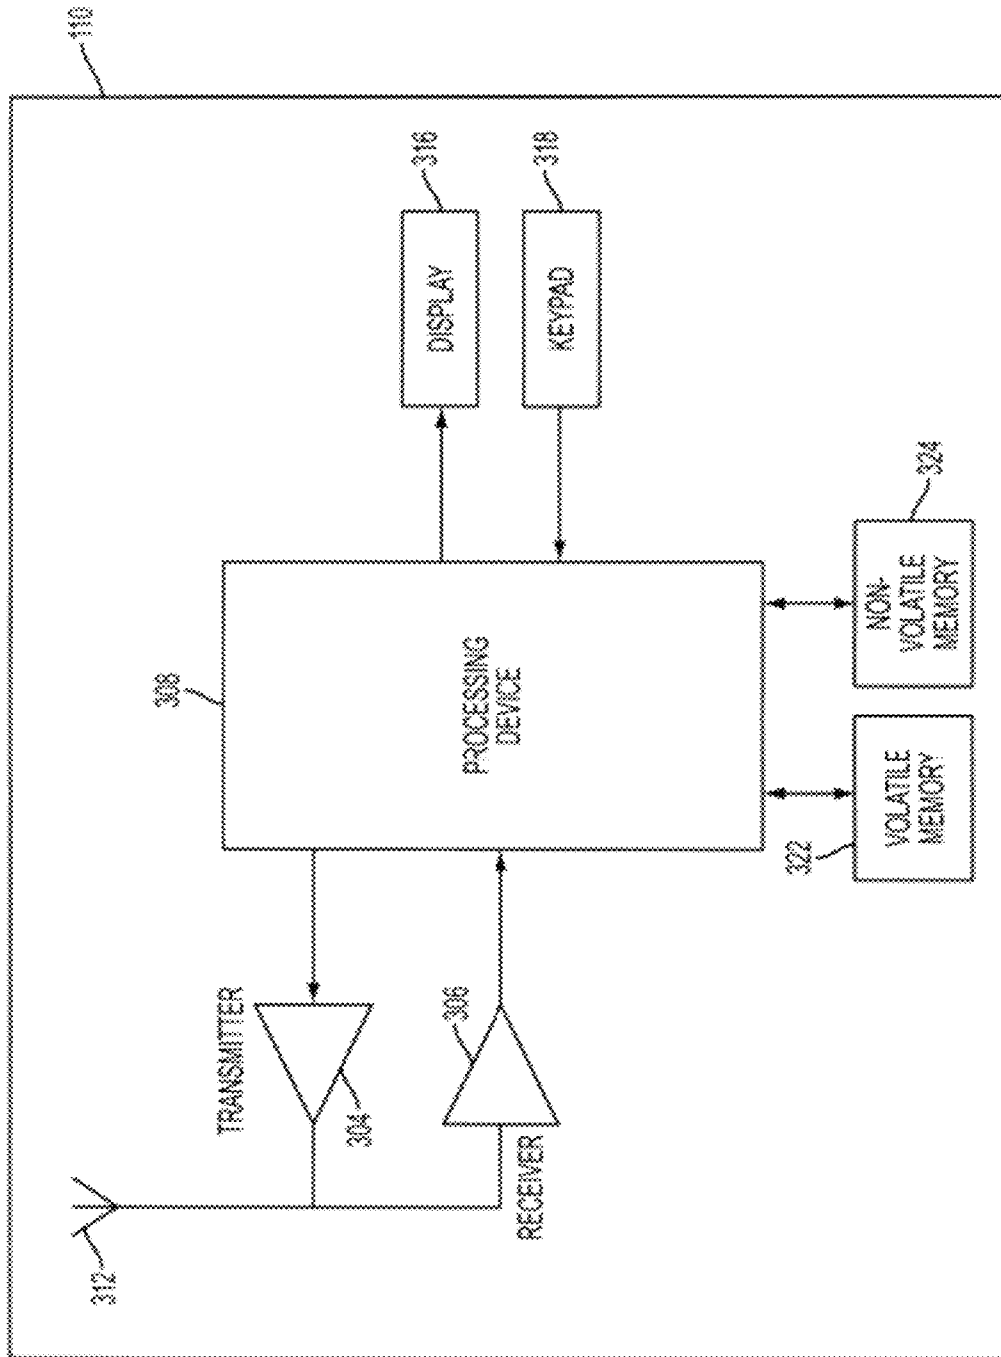 110
312
308
TRANSMITTER
304
316
DISPLAY
306
PROCESSING
DEVICE
RECEIVER
318
KEYPAD
322
VOLATILE
MEMORY
NON-
VOLATILE
MEMORY
324